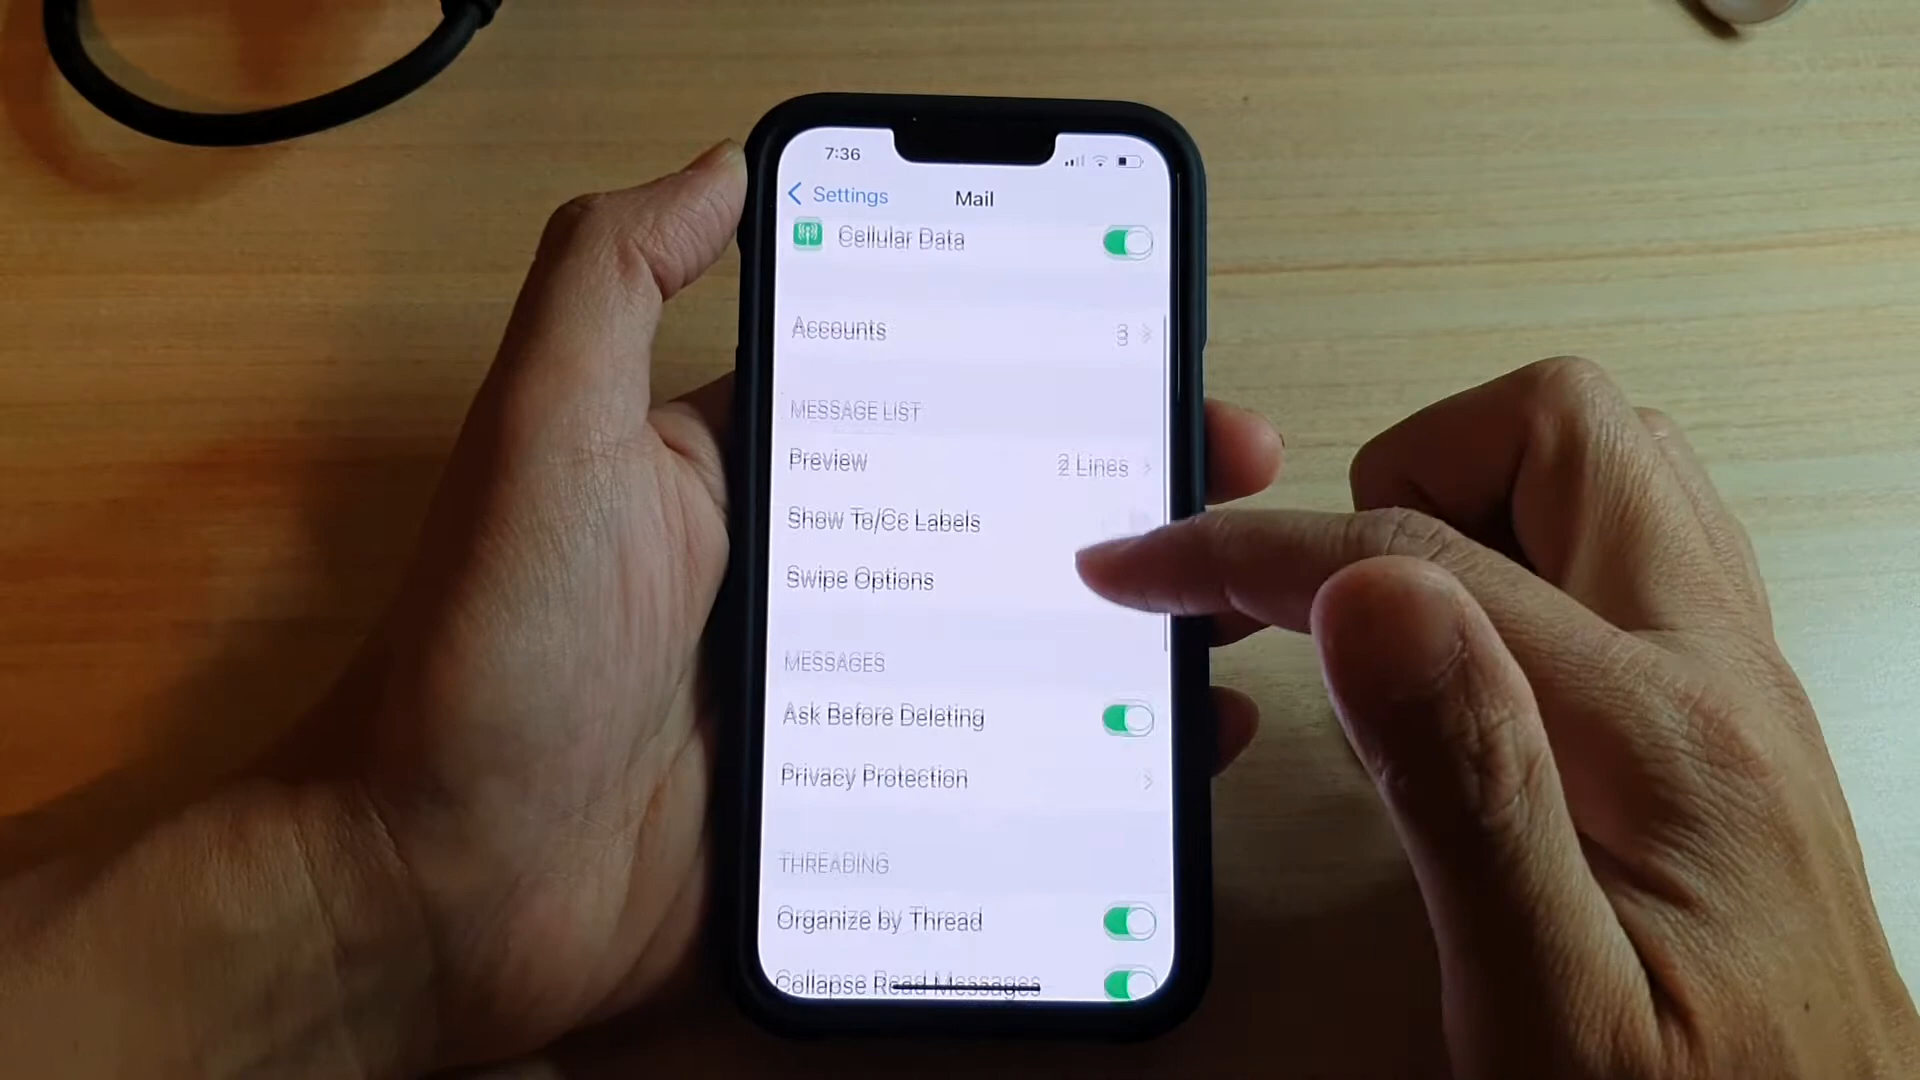 7:36
Settings
Mail
Cellular Data
Accounts 3
MESSAGE LIST
Preview 2 Lines
Show To/Cc Labels
Swipe Options
MESSAGES
Ask Before Deleting
Privacy Protection
THREADING
Organize by Thread
Collapse Read Messages